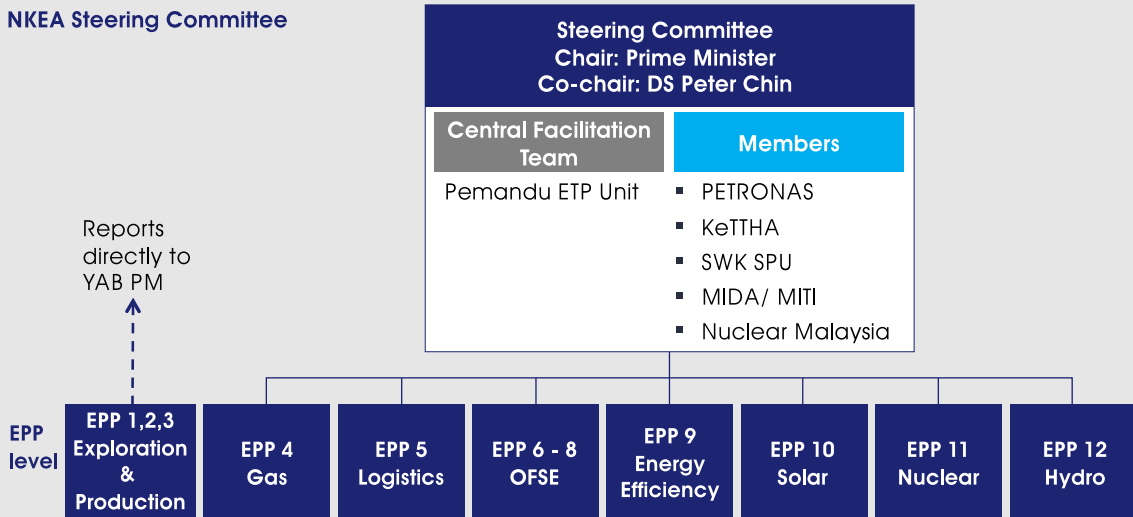 NKEA Steering Committee
Steering Committee
Chair: Prime Minister
Co-chair: DS Peter Chin
Central Facilitation
Team
Members
Pemandu ETP Unit
▪ PETRONAS
▪ KeTTHA
▪ SWK SPU
▪ MIDA/ MITI
▪ Nuclear Malaysia
Reports
directly to
YAB PM
EPP
level
EPP 1,2,3
Exploration
&
Production
EPP 4
Gas
EPP 5
Logistics
EPP 6 - 8
OFSE
EPP 9
Energy
Efficiency
EPP 10
Solar
EPP 11
Nuclear
EPP 12
Hydro